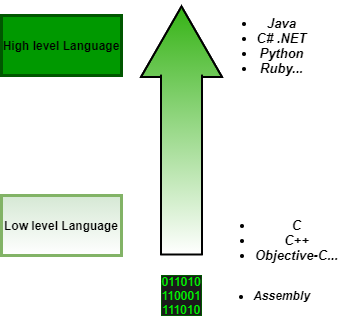 High level Language
Java
C# .NET
Python
Ruby...
Low level Language
C
C++
Objective-C...
011010
110001
111010
Assembly